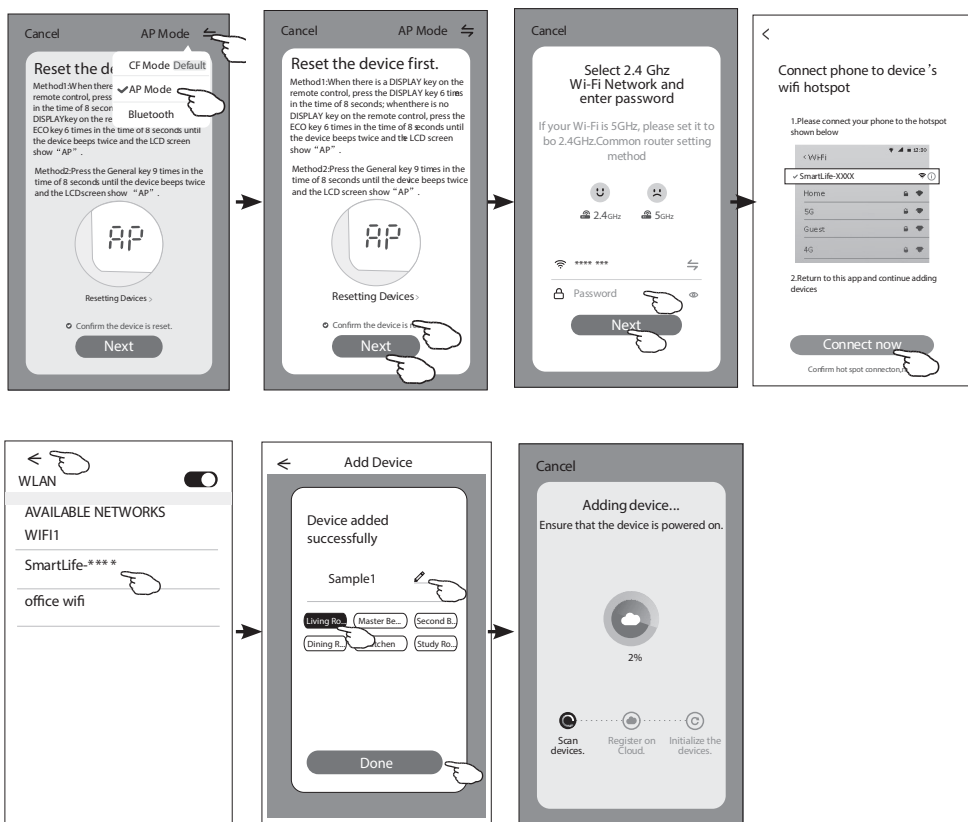 Cancel AP Mode
Reset the de
CF Mode Default
AP Mode
Bluetooth
Method1:When there
remote control, press
in the time of 8 secon
DISPLAYkey on the re
ECO key 6 times in the time of 8 seconds until
the device beeps twice and the LCD screen
show “AP”.
Method2:Press the General key 9 times in the
time of 8 seconds until the device beeps twice
and the LCD screen show “AP”.
AP
Resetting Devices >
Confirm the device is reset.
Next
Cancel AP Mode
Reset the device first.
Method1:When there is a DISPLAY key on the
remote control, press the DISPLAY key 6 times
in the time of 8 seconds; whenthere is no
DISPLAY key on the remote control, press the
ECO key 6 times in the time of 8 seconds until
the device beeps twice and the LCD screen
show “AP”.
Method2:Press the General key 9 times in the
time of 8 seconds until the device beeps twice
and the LCDscreen show “AP”.
AP
Resetting Devices >
Confirm the device is re
Next
Cancel
Select 2.4 Ghz
Wi-Fi Network and
enter password
If your Wi-Fi is 5GHz, please set it to
bo 2.4GHz.Common router setting
method
2.4GHz 5GHz
**** ***
Password
Next
<
Connect phone to device’s
wifi hotspot
1.Please connect your phone to the hotspot
shown below
12:00
< Wi-Fi
SmartLife-XXXX
Home
5G
Guest
4G
2.Return to this app and continue adding
devices
Connect now
Confirm hot spot connecton,
WLAN
AVAILABLE NETWORKS
WIFI1
SmartLife-****
office wifi
Add Device
Device added
successfully
Sample1
Living Ro... Master Be... Second B...
Dining R... tchen Study Ro...
Done
Cancel
Adding device...
Ensure that the device is powered on.
2%
Scan
devices.
Register on
Cloud.
Initialize the
devices.